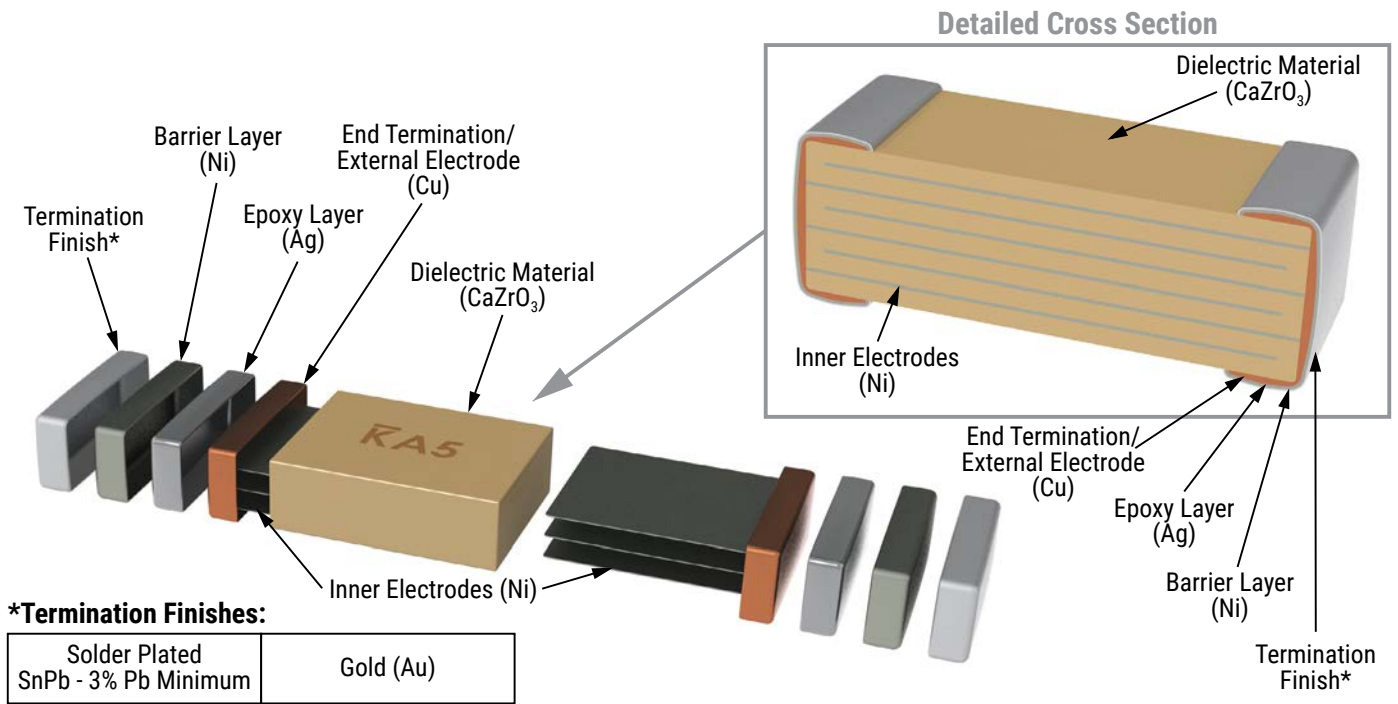 Detailed Cross Section
Dielectric Material
(CaZrO₃)
Inner Electrodes
(Ni)
End Termination/
External Electrode
(Cu)
Epoxy Layer
(Ag)
Barrier Layer
(Ni)
Termination
Finish*
Termination
Finish*
Barrier Layer
(Ni)
Epoxy Layer
(Ag)
End Termination/
External Electrode
(Cu)
Dielectric Material
(CaZrO₃)
KA5
Inner Electrodes (Ni)
*Termination Finishes:
Solder Plated
SnPb - 3% Pb Minimum
Gold (Au)